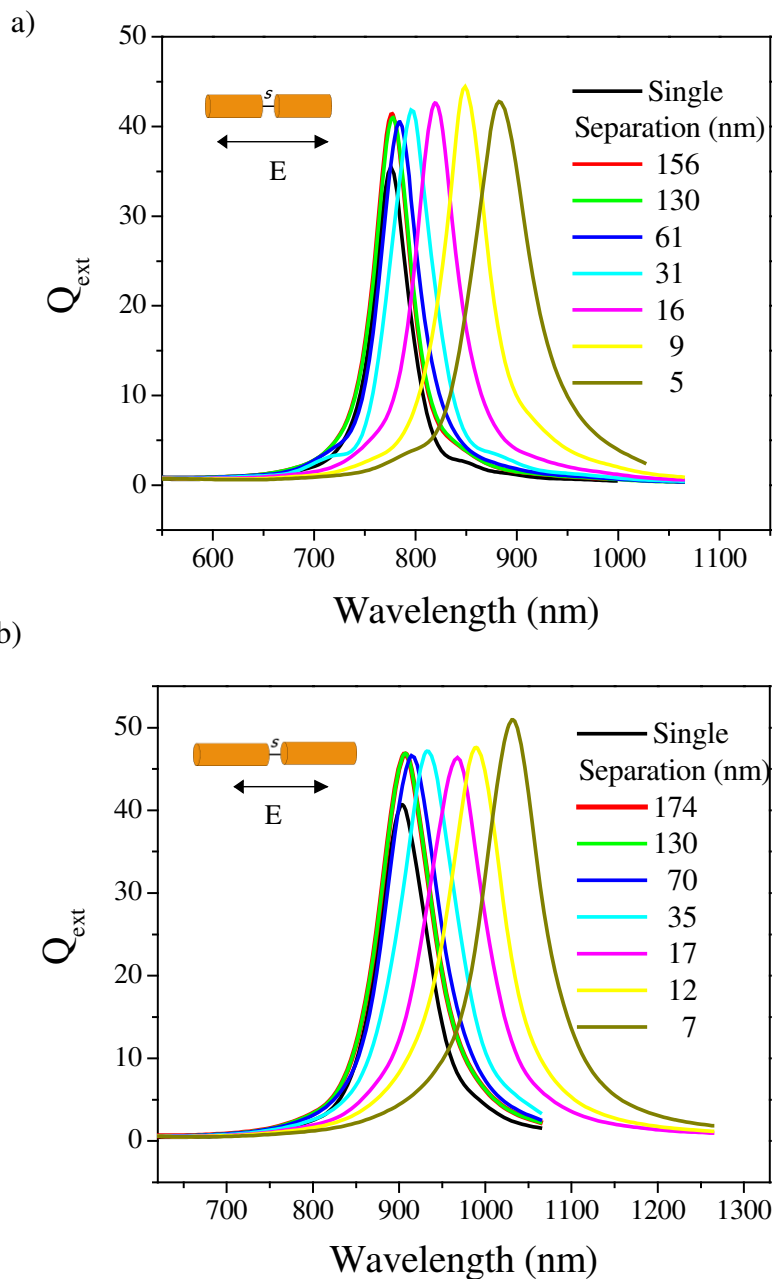 a)
50
40
30
20
10
0
Q_ext
s
E
Single
Separation (nm)
156
130
61
31
16
9
5
600 700 800 900 1000 1100
Wavelength (nm)
b)
50
40
30
20
10
0
Q_ext
s
E
Single
Separation (nm)
174
130
70
35
17
12
7
700 800 900 1000 1100 1200 1300
Wavelength (nm)